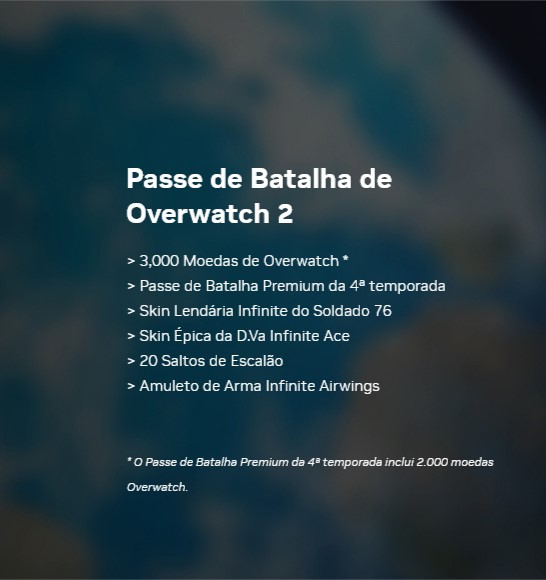 Passe de Batalha de
Overwatch 2
> 3,000 Moedas de Overwatch *
> Passe de Batalha Premium da 4ª temporada
> Skin Lendária Infinite do Soldado 76
> Skin Épica da D.Va Infinite Ace
> 20 Saltos de Escalão
> Amuleto de Arma Infinite Airwings
* O Passe de Batalha Premium da 4ª temporada inclui 2.000 moedas
Overwatch.